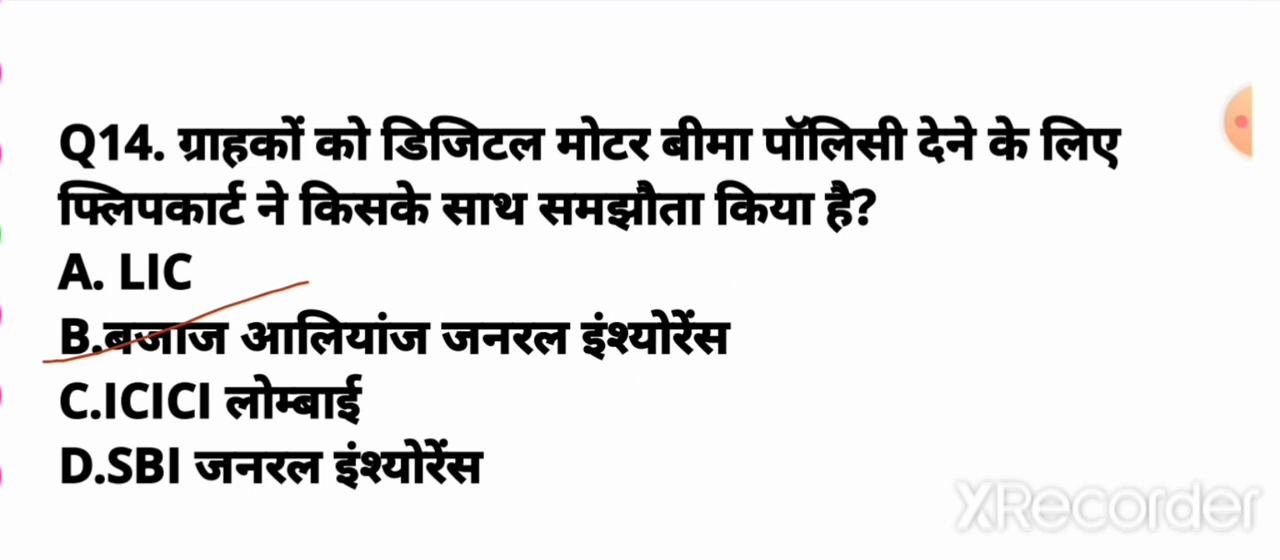 Q14. ग्राहकों को डिजिटल मोटर बीमा पॉलिसी देने के लिए
फ्लिपकार्ट ने किसके साथ समझौता किया है?
A. LIC
B.बजाज आलियांज जनरल इंश्योरेंस
C.ICICI लोम्बाई
D.SBI जनरल इंश्योरेंस
XRecorder